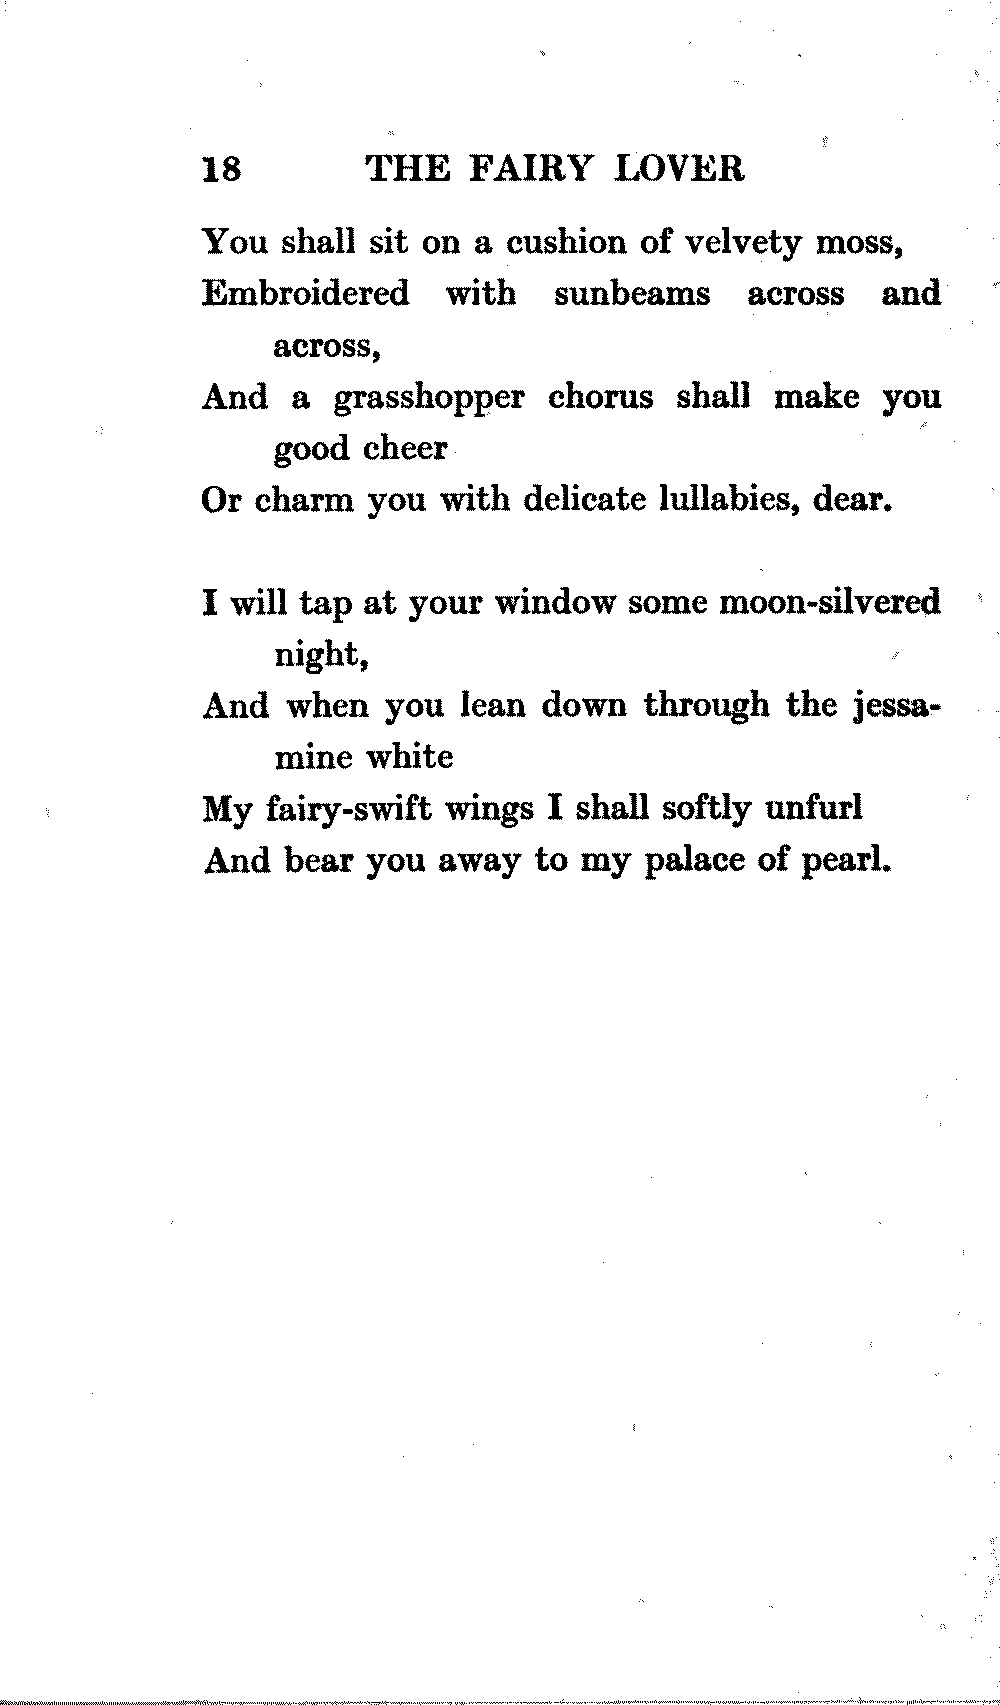 18 THE FAIRY LOVER
You shall sit on a cushion of velvety moss,
Embroidered with sunbeams across and
across,
And a grasshopper chorus shall make you
good cheer
Or charm you with delicate lullabies, dear.
I will tap at your window some moon-silvered
night,
And when you lean down through the jessa-
mine white
My fairy-swift wings I shall softly unfurl
And bear you away to my palace of pearl.